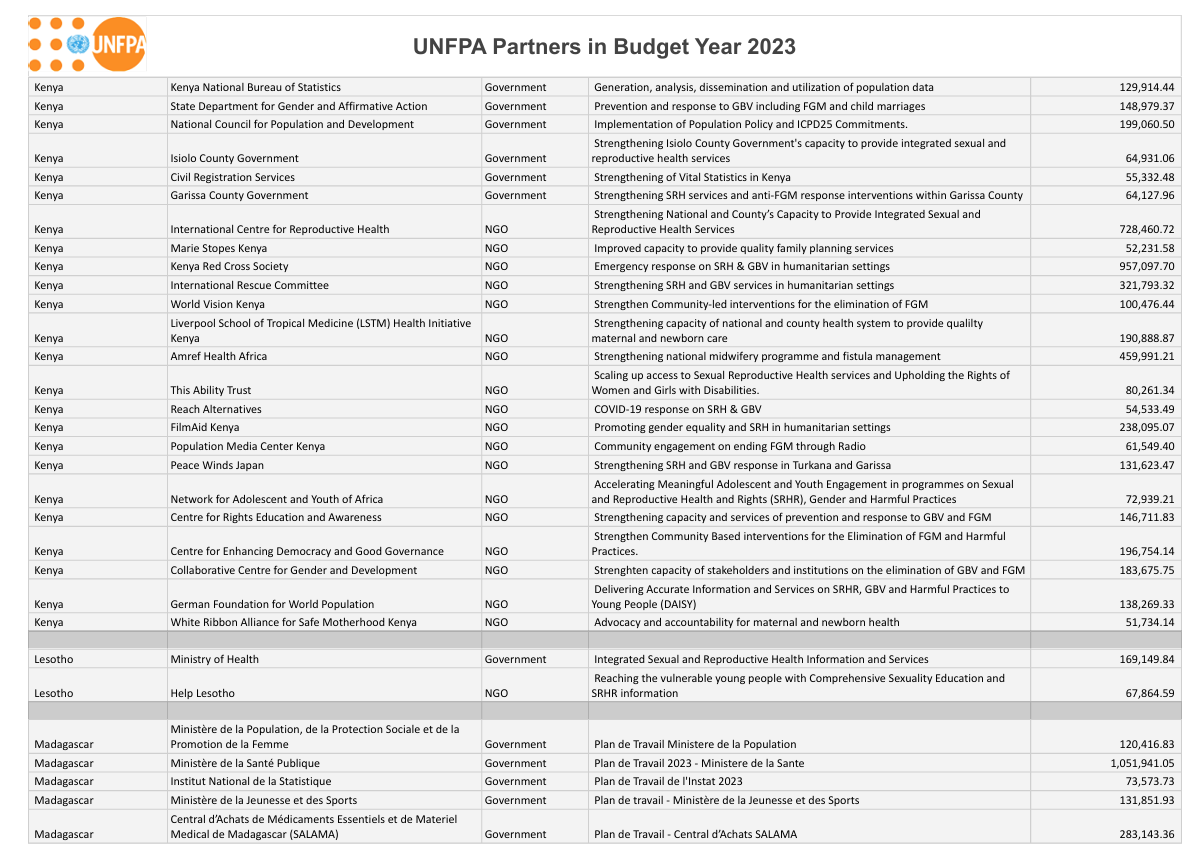 UNFPA
UNFPA Partners in Budget Year 2023
Kenya Kenya National Bureau of Statistics Government Generation, analysis, dissemination and utilization of population data 129,914.44
Kenya State Department for Gender and Affirmative Action Government Prevention and response to GBV including FGM and child marriages 148,979.37
Kenya National Council for Population and Development Government Implementation of Population Policy and ICPD25 Commitments. 199,060.50
Strengthening Isiolo County Government's capacity to provide integrated sexual and
Kenya Isiolo County Government Government reproductive health services 64,931.06
Kenya Civil Registration Services Government Strengthening of Vital Statistics in Kenya 55,332.48
Kenya Garissa County Government Government Strengthening SRH services and anti-FGM response interventions within Garissa County 64,127.96
Strengthening National and County’s Capacity to Provide Integrated Sexual and
Kenya International Centre for Reproductive Health NGO Reproductive Health Services 728,460.72
Kenya Marie Stopes Kenya NGO Improved capacity to provide quality family planning services 52,231.58
Kenya Kenya Red Cross Society NGO Emergency response on SRH & GBV in humanitarian settings 957,097.70
Kenya International Rescue Committee NGO Strengthening SRH and GBV services in humanitarian settings 321,793.32
Kenya World Vision Kenya NGO Strengthen Community-led interventions for the elimination of FGM 100,476.44
Liverpool School of Tropical Medicine (LSTM) Health Initiative Strengthening capacity of national and county health system to provide qualilty
Kenya Kenya NGO maternal and newborn care 190,888.87
Kenya Amref Health Africa NGO Strengthening national midwifery programme and fistula management 459,991.21
Scaling up access to Sexual Reproductive Health services and Upholding the Rights of
Kenya This Ability Trust NGO Women and Girls with Disabilities. 80,261.34
Kenya Reach Alternatives NGO COVID-19 response on SRH & GBV 54,533.49
Kenya FilmAid Kenya NGO Promoting gender equality and SRH in humanitarian settings 238,095.07
Kenya Population Media Center Kenya NGO Community engagement on ending FGM through Radio 61,549.40
Kenya Peace Winds Japan NGO Strengthening SRH and GBV response in Turkana and Garissa 131,623.47
Accelerating Meaningful Adolescent and Youth Engagement in programmes on Sexual
Kenya Network for Adolescent and Youth of Africa NGO and Reproductive Health and Rights (SRHR), Gender and Harmful Practices 72,939.21
Kenya Centre for Rights Education and Awareness NGO Strengthening capacity and services of prevention and response to GBV and FGM 146,711.83
Strengthen Community Based interventions for the Elimination of FGM and Harmful
Kenya Centre for Enhancing Democracy and Good Governance NGO Practices. 196,754.14
Kenya Collaborative Centre for Gender and Development NGO Strenghten capacity of stakeholders and institutions on the elimination of GBV and FGM 183,675.75
Delivering Accurate Information and Services on SRHR, GBV and Harmful Practices to
Kenya German Foundation for World Population NGO Young People (DAISY) 138,269.33
Kenya White Ribbon Alliance for Safe Motherhood Kenya NGO Advocacy and accountability for maternal and newborn health 51,734.14
Lesotho Ministry of Health Government Integrated Sexual and Reproductive Health Information and Services 169,149.84
Reaching the vulnerable young people with Comprehensive Sexuality Education and
Lesotho Help Lesotho NGO SRHR information 67,864.59
Ministère de la Population, de la Protection Sociale et de la
Madagascar Promotion de la Femme Government Plan de Travail Ministere de la Population 120,416.83
Madagascar Ministère de la Santé Publique Government Plan de Travail 2023 - Ministere de la Sante 1,051,941.05
Madagascar Institut National de la Statistique Government Plan de Travail de l'Instat 2023 73,573.73
Madagascar Ministère de la Jeunesse et des Sports Government Plan de travail - Ministère de la Jeunesse et des Sports 131,851.93
Central d’Achats de Médicaments Essentiels et de Materiel
Madagascar Medical de Madagascar (SALAMA) Government Plan de Travail - Central d’Achats SALAMA 283,143.36